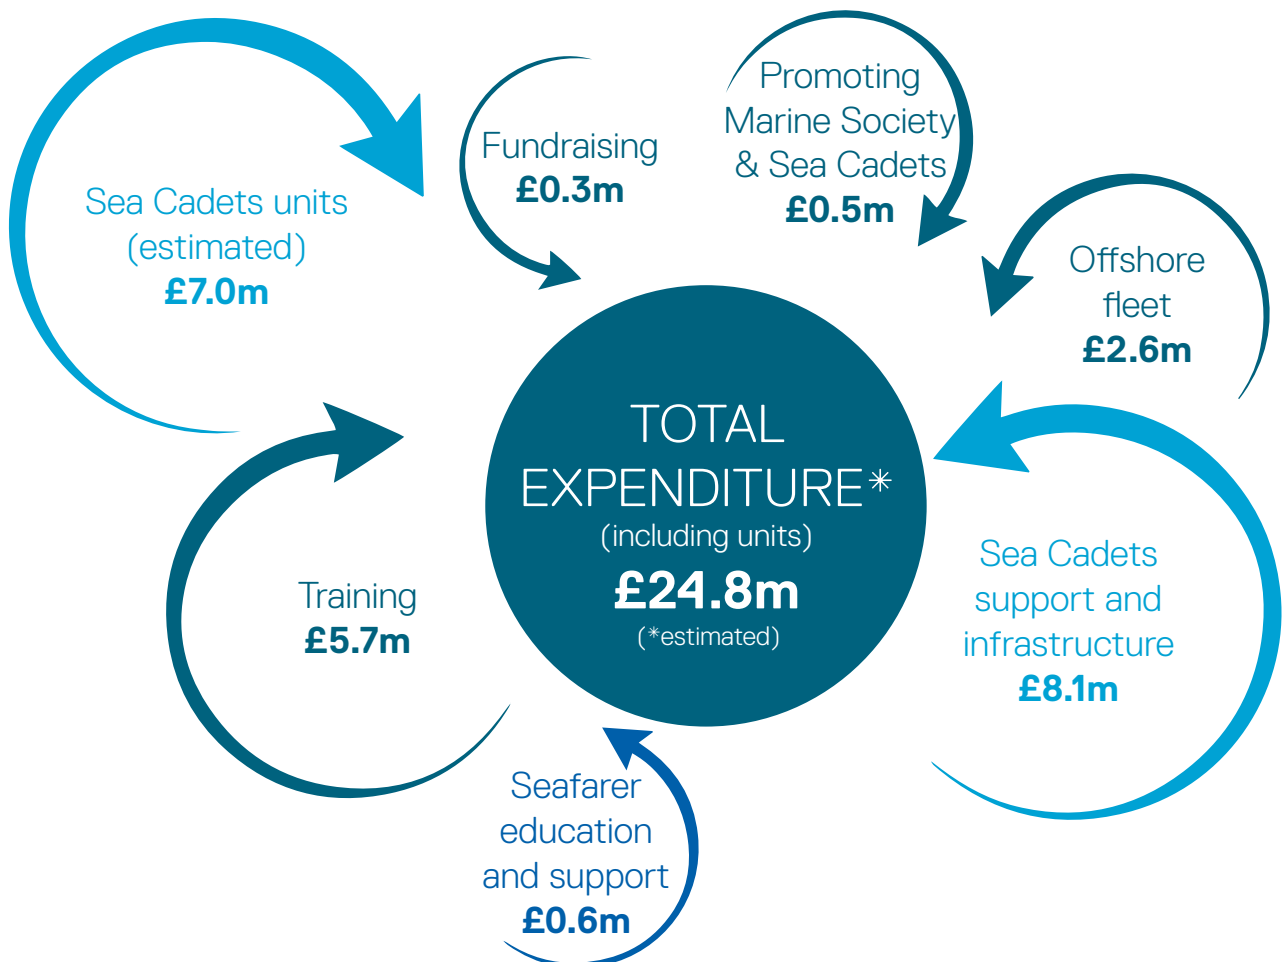 Sea Cadets units
(estimated)
£7.0m
Fundraising
£0.3m
Promoting
Marine Society
& Sea Cadets
£0.5m
Offshore
fleet
£2.6m
TOTAL
EXPENDITURE*
(including units)
£24.8m
(*estimated)
Training
£5.7m
Sea Cadets
support and
infrastructure
£8.1m
Seafarer
education
and support
£0.6m